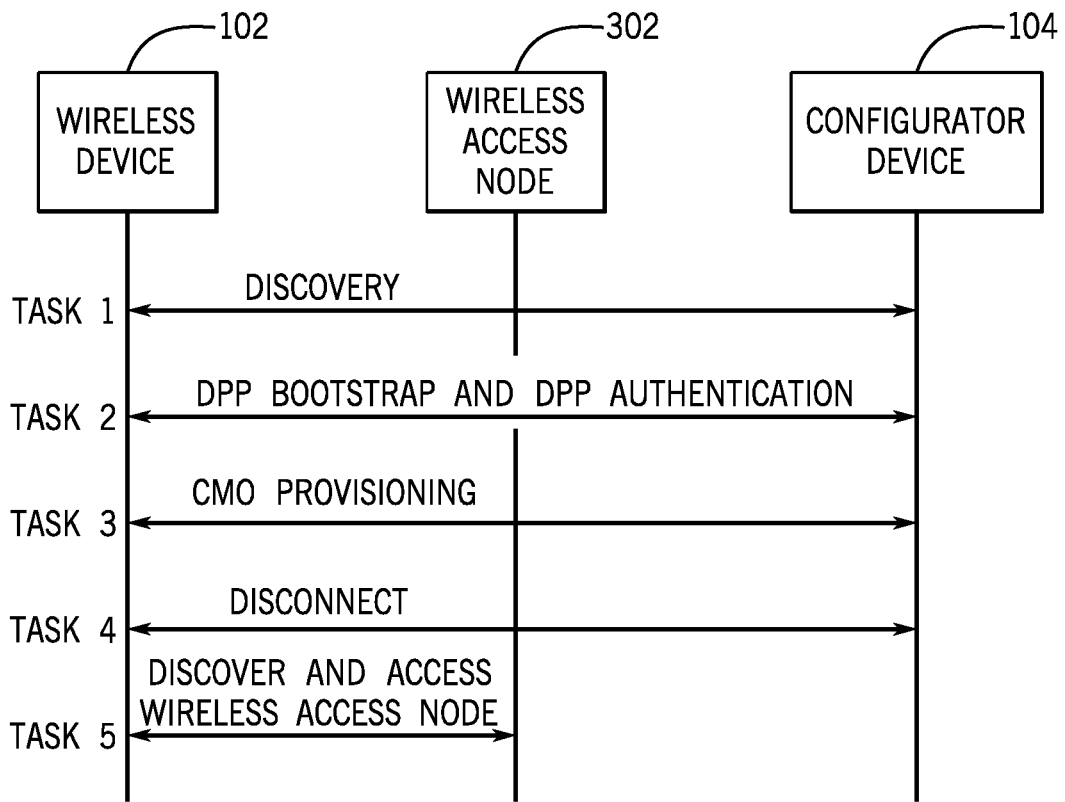 102
302
104
WIRELESS
DEVICE
WIRELESS
ACCESS
NODE
CONFIGURATOR
DEVICE
DISCOVERY
TASK 1
DPP BOOTSTRAP AND DPP AUTHENTICATION
TASK 2
CMO PROVISIONING
TASK 3
DISCONNECT
TASK 4
DISCOVER AND ACCESS
WIRELESS ACCESS NODE
TASK 5